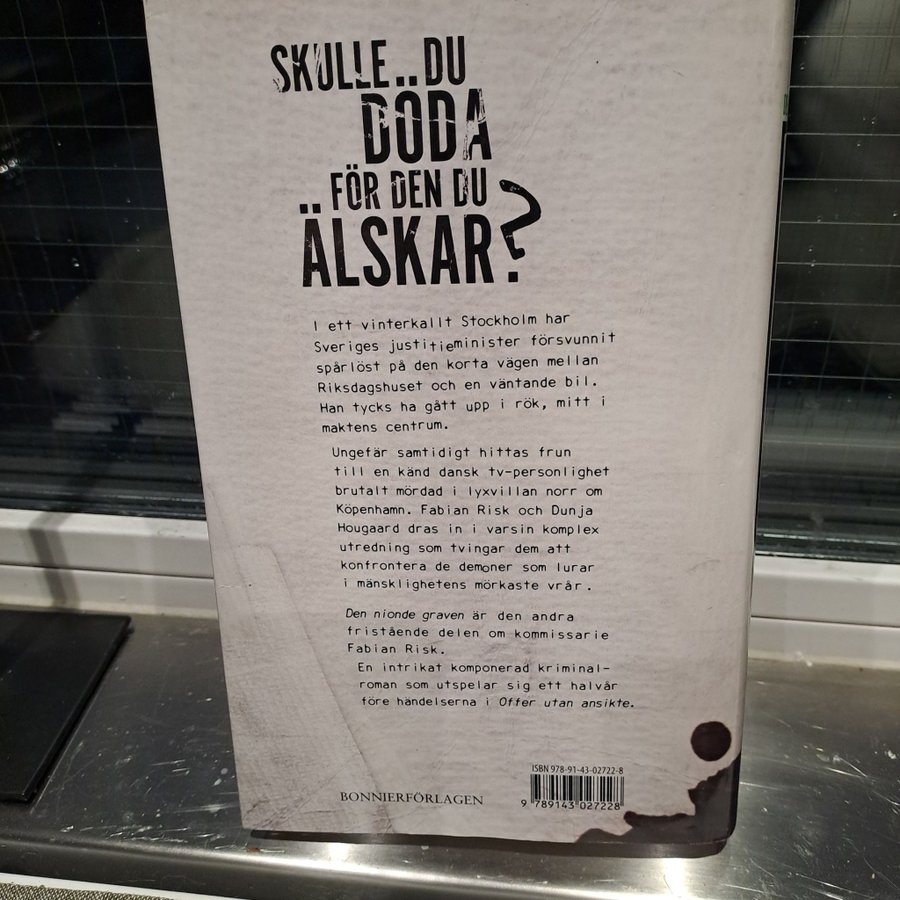 SKULLE DU
DÖDA
FÖR DEN DU
ÄLSKAR?
I ett vinterkallt Stockholm har
Sveriges justitieminister försvunnit
spårlöst på den korta vägen mellan
Riksdagshuset och en väntande bil.
Han tycks ha gått upp i rök, mitt i
maktens centrum.
Ungefär samtidigt hittas frun
till en känd dansk tv-personlighet
brutalt mördad i lyxvillan norr om
Köpenhamn. Fabian Risk och Dunja
Hougaard dras in i varsin komplex
utredning som tvingar dem att
konfrontera de demoner som lurar
i mänsklighetens mörkaste vrår.
Den nionde graven är den andra
fristående delen om kommissarie
Fabian Risk.
En intrikat komponerad kriminal-
roman som utspelar sig ett halvår
före händelserna i Offer utan ansikte.
ISBN 978-91-43-02722-8
BONNIERFÖRLAGEN
9 789143 027228